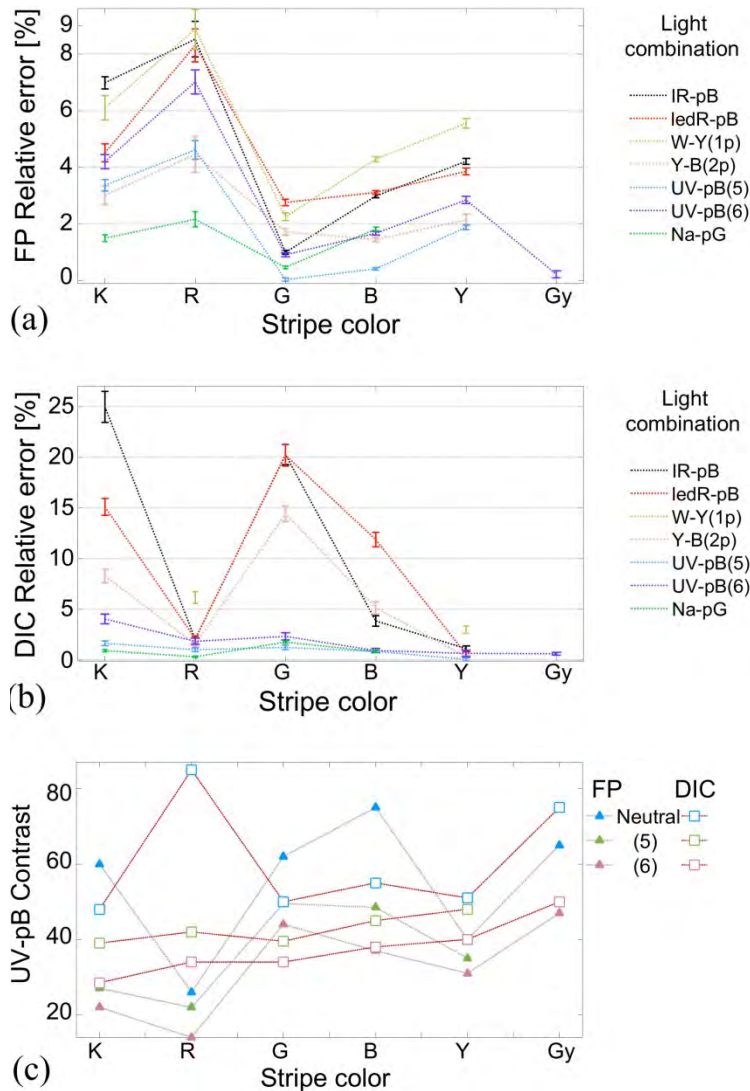 FP Relative error [%]
9
8
6
4
2
0
K R G B Y Gy
Stripe color
(a)
Light
combination
IR-pB
ledR-pB
W-Y(1p)
Y-B(2p)
UV-pB(5)
UV-pB(6)
Na-pG
DIC Relative error [%]
25
20
15
10
5
0
K R G B Y Gy
Stripe color
(b)
Light
combination
IR-pB
ledR-pB
W-Y(1p)
Y-B(2p)
UV-pB(5)
UV-pB(6)
Na-pG
UV-pB Contrast
80
60
40
20
K R G B Y Gy
Stripe color
(c)
FP DIC
Neutral
(5)
(6)